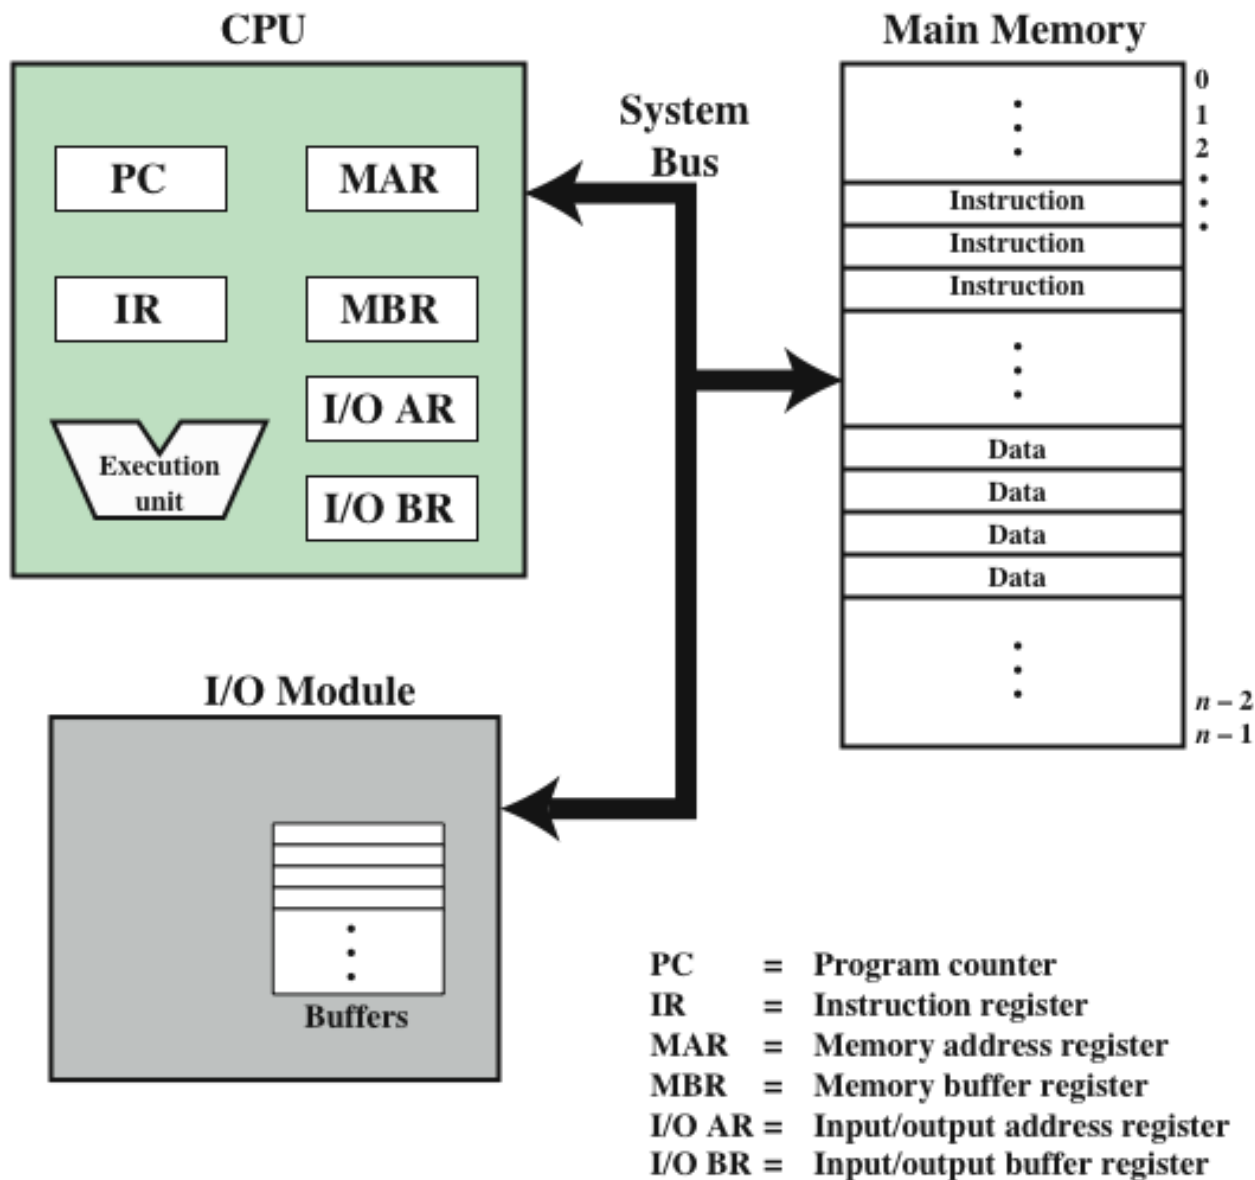 CPU
PC
MAR
IR
MBR
I/O AR
I/O BR
Execution
unit
System
Bus
Main Memory
0
1
2
Instruction
Instruction
Instruction
Data
Data
Data
Data
n – 2
n – 1
I/O Module
Buffers
PC = Program counter
IR = Instruction register
MAR = Memory address register
MBR = Memory buffer register
I/O AR = Input/output address register
I/O BR = Input/output buffer register